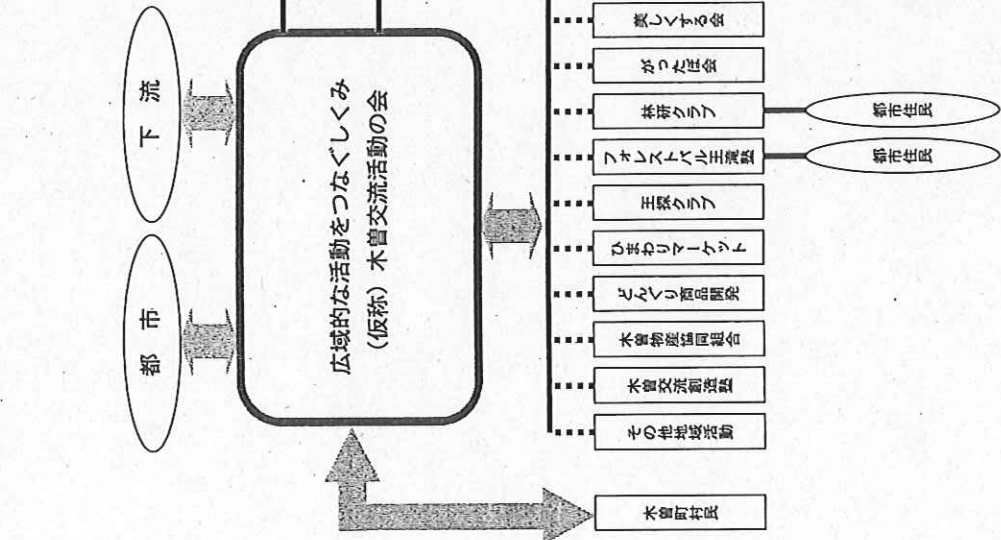 都市
下流
広域的な活動をつなぐしくみ
(仮称)木曽交流活動の会
その他地域活動
木曽交流創造塾
木曽物産協同組合
どんぐり商品開発
ひまわりマーケット
王滝クラブ
フォレストバル王滝塾
林研クラブ
がったぼ会
美しくする会
都市住民
都市住民
木曽町村民